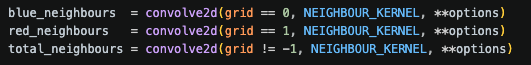 blue_neighbours  = convolve2d(grid == 0, NEIGHBOUR_KERNEL, **options)
red_neighbours   = convolve2d(grid == 1, NEIGHBOUR_KERNEL, **options)
total_neighbours = convolve2d(grid != -1, NEIGHBOUR_KERNEL, **options)